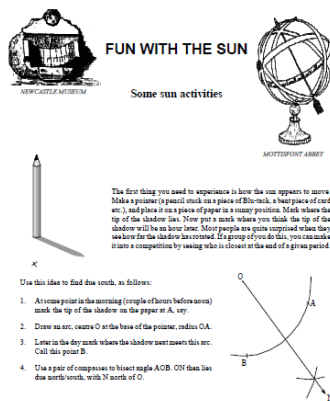 FUN WITH THE SUN
NEWCASTLE MUSEUM
Some sun activities
MOTTISFONT ABBEY
The first thing you need to experience is how the sun appears to move.
Make a pointer (a pencil stuck on a piece of Blu-tack, a bent piece of card
etc.), and place it on a piece of paper in a sunny position. Mark where the
tip of the shadow lies. Now put a mark where you think the tip of the
shadow will be an hour later. Most people are quite surprised when they
see how far the shadow has rotated. If a group of you do this, you can make
it into a competition by seeing who is closest at the end of a given period.
x
Use this idea to find due south, as follows:
1. At some point in the morning (couple of hours before noon)
mark the tip of the shadow on the paper at A, say.
2. Draw an arc, centre O at the base of the pointer, radius OA.
3. Later in the day mark where the shadow next meets this arc.
Call this point B.
4. Use a pair of compasses to bisect angle AOB. ON then lies
due north/south, with N north of O.
O
A
B
N